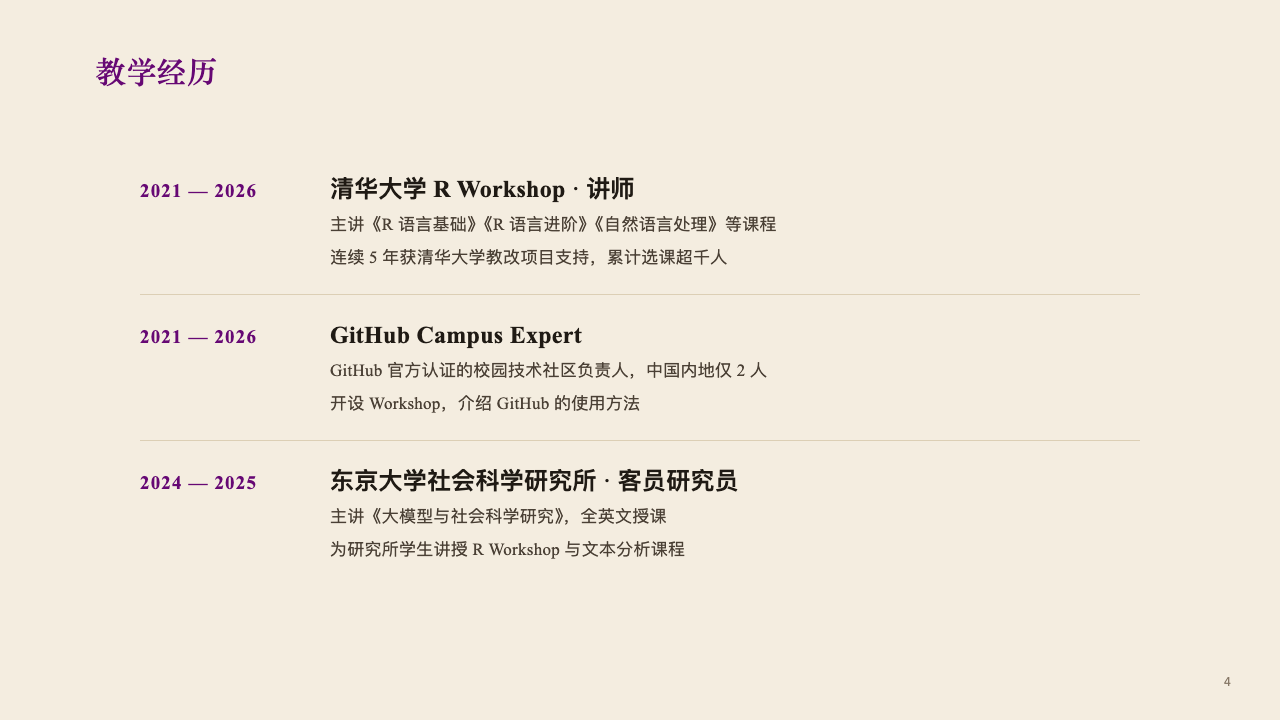 教学经历
2021 — 2026
清华大学 R Workshop · 讲师
主讲《R 语言基础》《R 语言进阶》《自然语言处理》等课程
连续 5 年获清华大学教改项目支持，累计选课超千人
2021 — 2026
GitHub Campus Expert
GitHub 官方认证的校园技术社区负责人，中国内地仅 2 人
开设 Workshop，介绍 GitHub 的使用方法
2024 — 2025
东京大学社会科学研究所 · 客员研究员
主讲《大模型与社会科学研究》，全英文授课
为研究所学生讲授 R Workshop 与文本分析课程
4